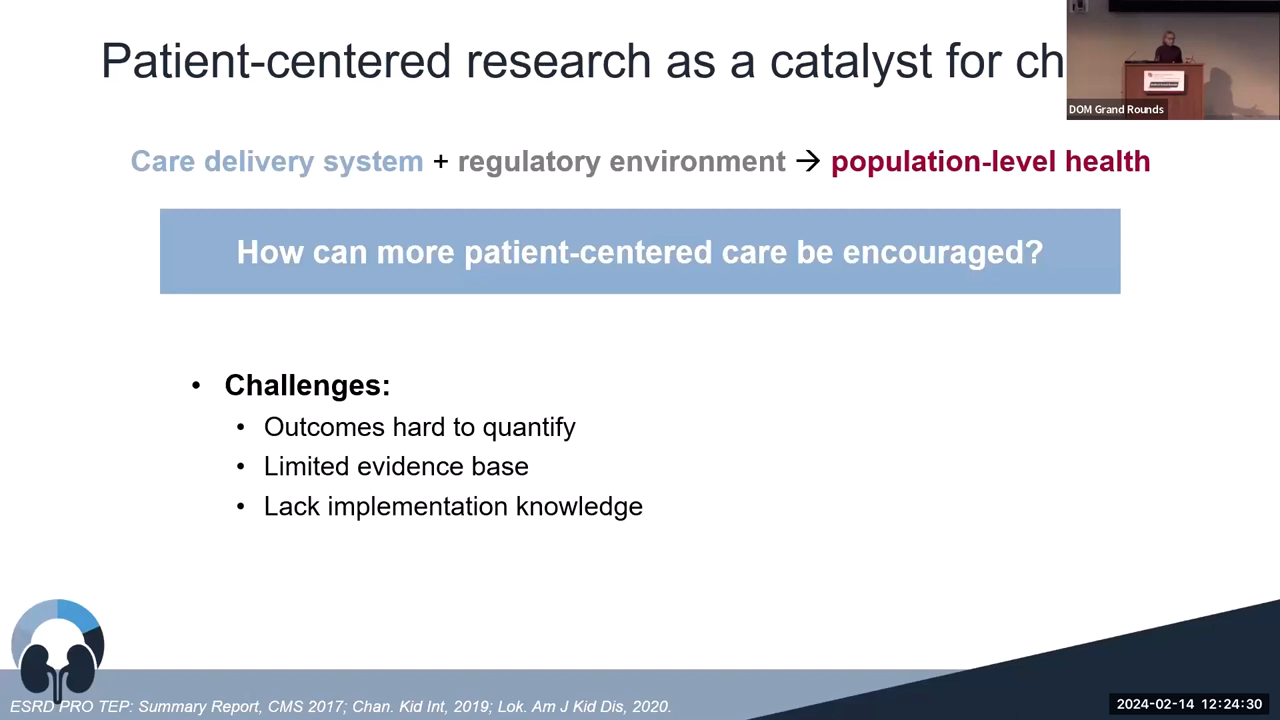 Patient-centered research as a catalyst for ch
DOM Grand Rounds
Care delivery system + regulatory environment → population-level health
How can more patient-centered care be encouraged?
• Challenges:
• Outcomes hard to quantify
• Limited evidence base
• Lack implementation knowledge
ESRD PRO TEP: Summary Report, CMS 2017; Chan. Kid Int, 2019; Lok. Am J Kid Dis, 2020.
2024-02-14 12:24:30